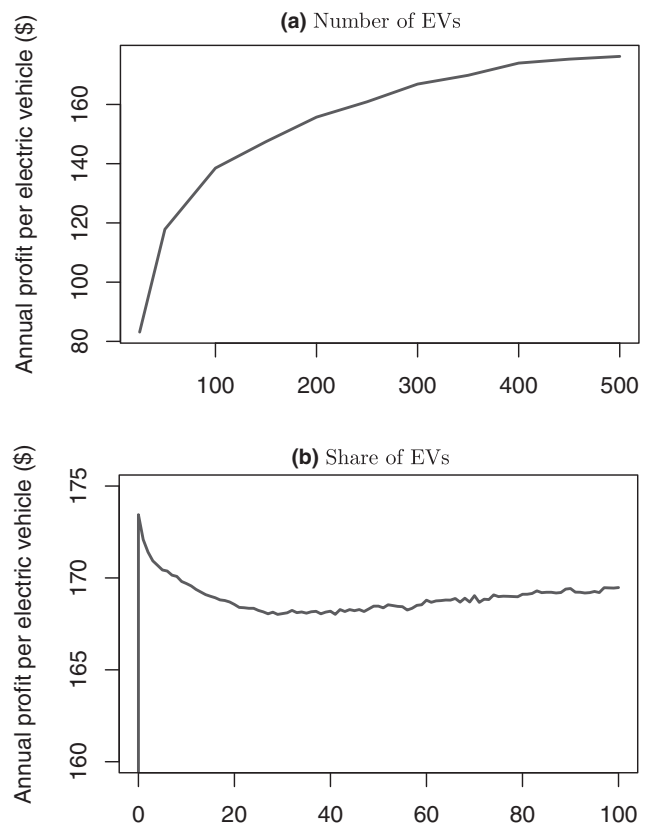 (a) Number of EVs
Annual profit per electric vehicle ($)
160
140
120
100
80
100 200 300 400 500
(b) Share of EVs
Annual profit per electric vehicle ($)
175
170
165
160
0 20 40 60 80 100